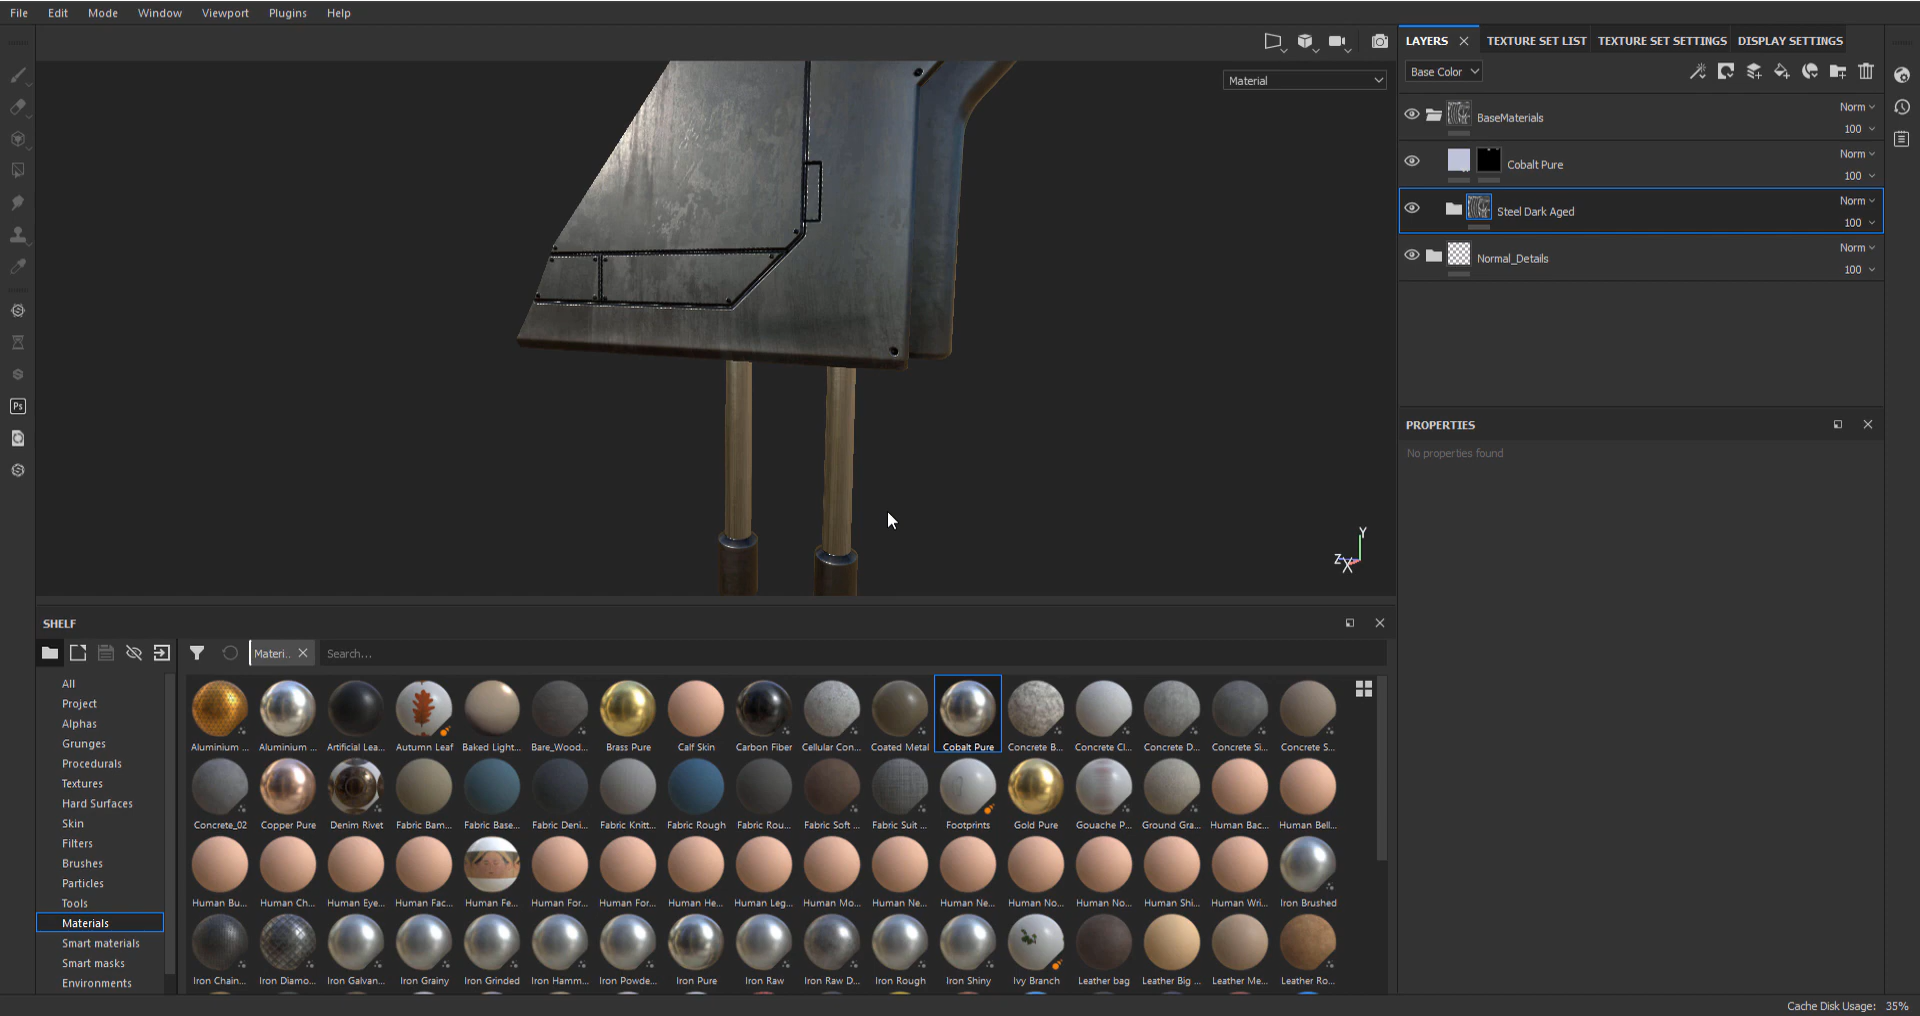 File Edit Mode Window Viewport Plugins Help
LAYERS TEXTURE SET LIST TEXTURE SET SETTINGS DISPLAY SETTINGS
Base Color
Material
BaseMaterials Norm
100
Cobalt Pure Norm
100
Steel Dark Aged Norm
100
Normal_Details Norm
100
Ps
PROPERTIES
No properties found
Y
Z
X
SHELF
Materi.. Search...
All
Project
Alphas
Grunges
Procedurals
Textures
Hard Surfaces
Skin
Filters
Brushes
Particles
Tools
Materials
Smart materials
Smart masks
Environments
Aluminium ... Aluminium ... Artificial Lea... Autumn Leaf Baked Light... Bare_Wood... Brass Pure Calf Skin Carbon Fiber Cellular Con... Coated Metal Cobalt Pure Concrete B... Concrete Cl... Concrete D... Concrete Si... Concrete S...
Concrete_02 Copper Pure Denim Rivet Fabric Bam... Fabric Base... Fabric Deni... Fabric Knitt... Fabric Rough Fabric Rou... Fabric Soft ... Fabric Suit ... Footprints Gold Pure Gouache P... Ground Gra... Human Bac... Human Bell...
Human Bu... Human Ch... Human Eye... Human Fac... Human Fe... Human For... Human For... Human He... Human Leg... Human Mo... Human Ne... Human Ne... Human No... Human No... Human Shi... Human Wri... Iron Brushed
Iron Chain... Iron Diamo... Iron Galvan... Iron Grainy Iron Grinded Iron Hamm... Iron Powde... Iron Pure Iron Raw Iron Raw D... Iron Rough Iron Shiny Ivy Branch Leather bag Leather Big ... Leather Me... Leather Ro...
Cache Disk Usage: 35%